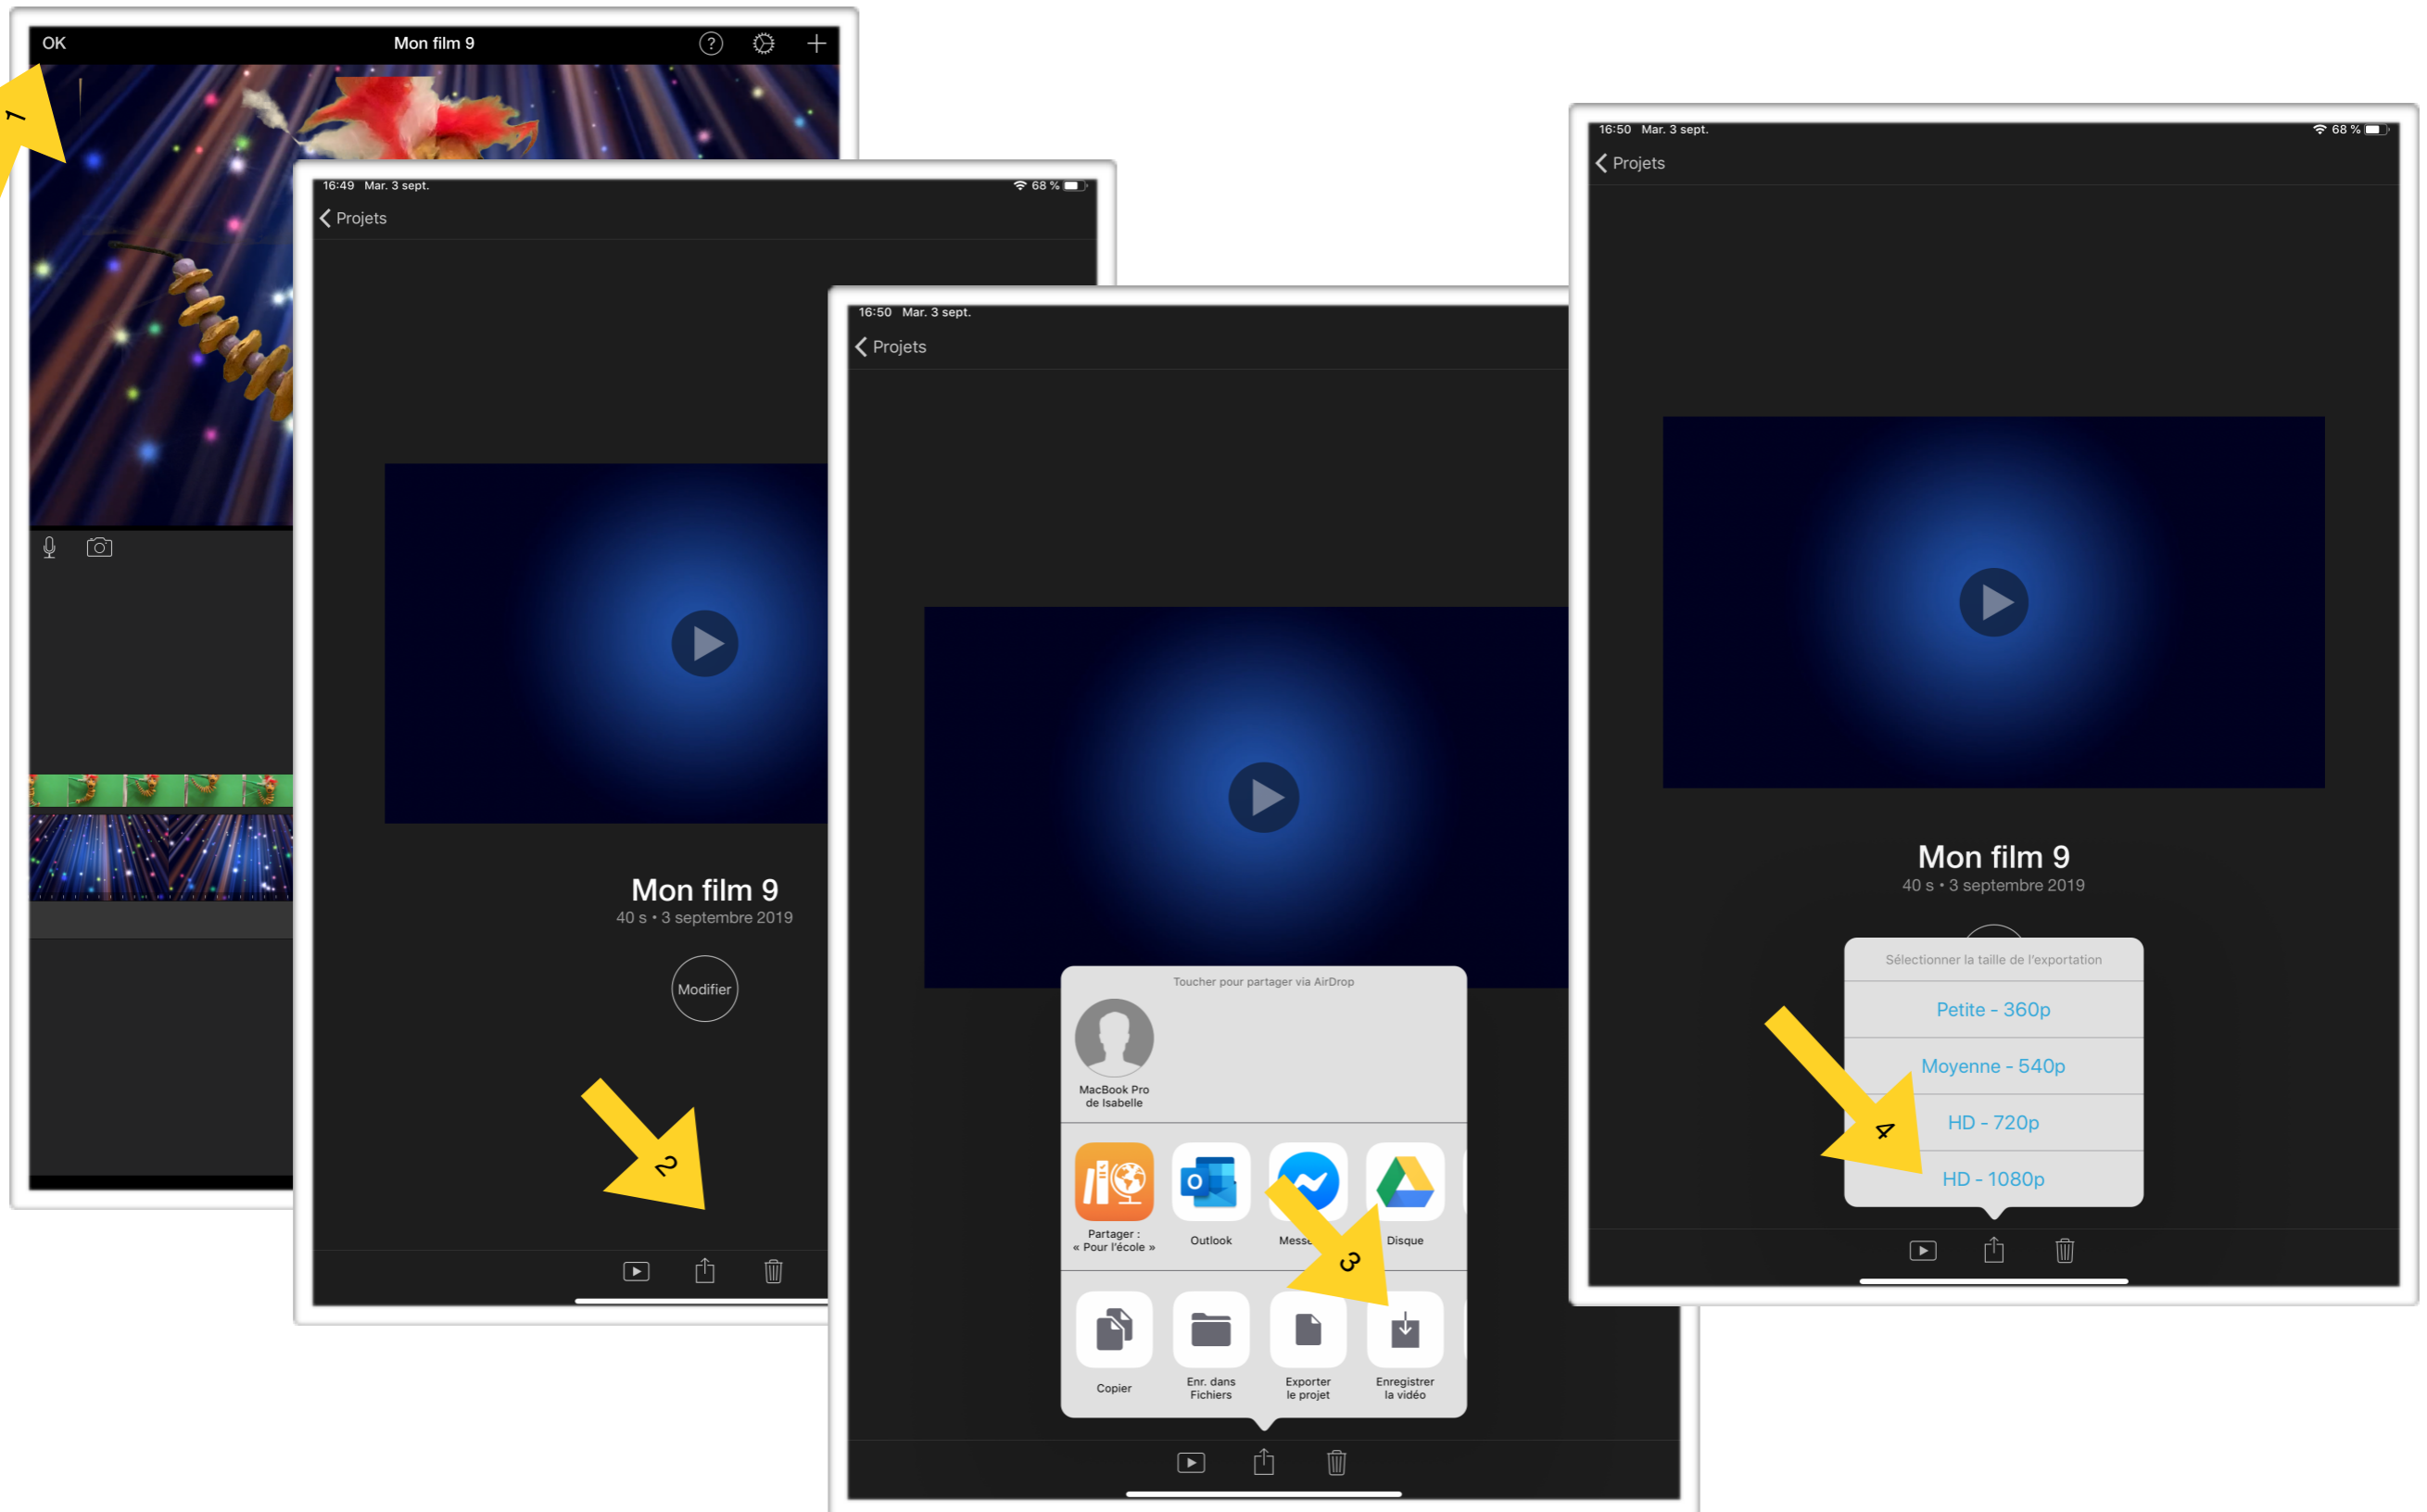 OK
Mon film 9
?
1
16:49 Mar. 3 sept.
68 %
Projets
Mon film 9
40 s • 3 septembre 2019
Modifier
2
16:50 Mar. 3 sept.
Projets
Toucher pour partager via AirDrop
MacBook Pro
de Isabelle
Partager :
« Pour l'école »
Outlook
Disque
3
Copier
Enr. dans
Fichiers
Exporter
le projet
Enregistrer
la vidéo
16:50 Mar. 3 sept.
68 %
Projets
Mon film 9
40 s • 3 septembre 2019
Sélectionner la taille de l'exportation
Petite - 360p
Moyenne - 540p
HD - 720p
HD - 1080p
4